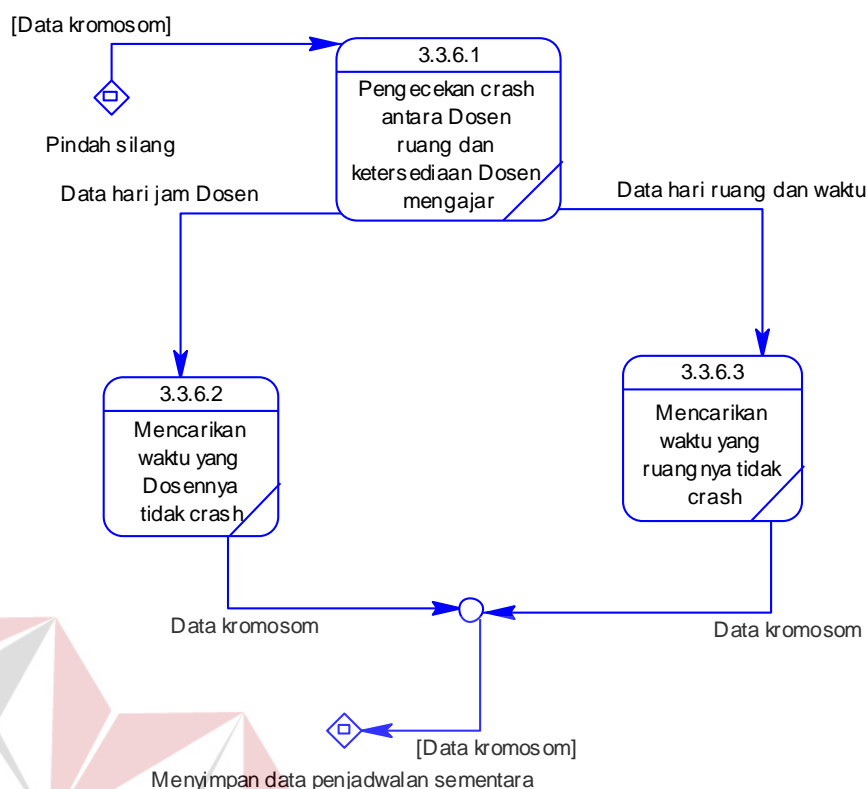 [Data kromosom]
3.3.6.1
Pengecekan crash
antara Dosen
ruang dan
ketersediaan Dosen
mengajar
Pindah silang
Data hari jam Dosen
Data hari ruang dan waktu
3.3.6.2
Mencarikan
waktu yang
Dosennya
tidak crash
3.3.6.3
Mencarikan
waktu yang
ruangnya tidak
crash
Data kromosom
Data kromosom
[Data kromosom]
Menyimpan data penjadwalan sementara